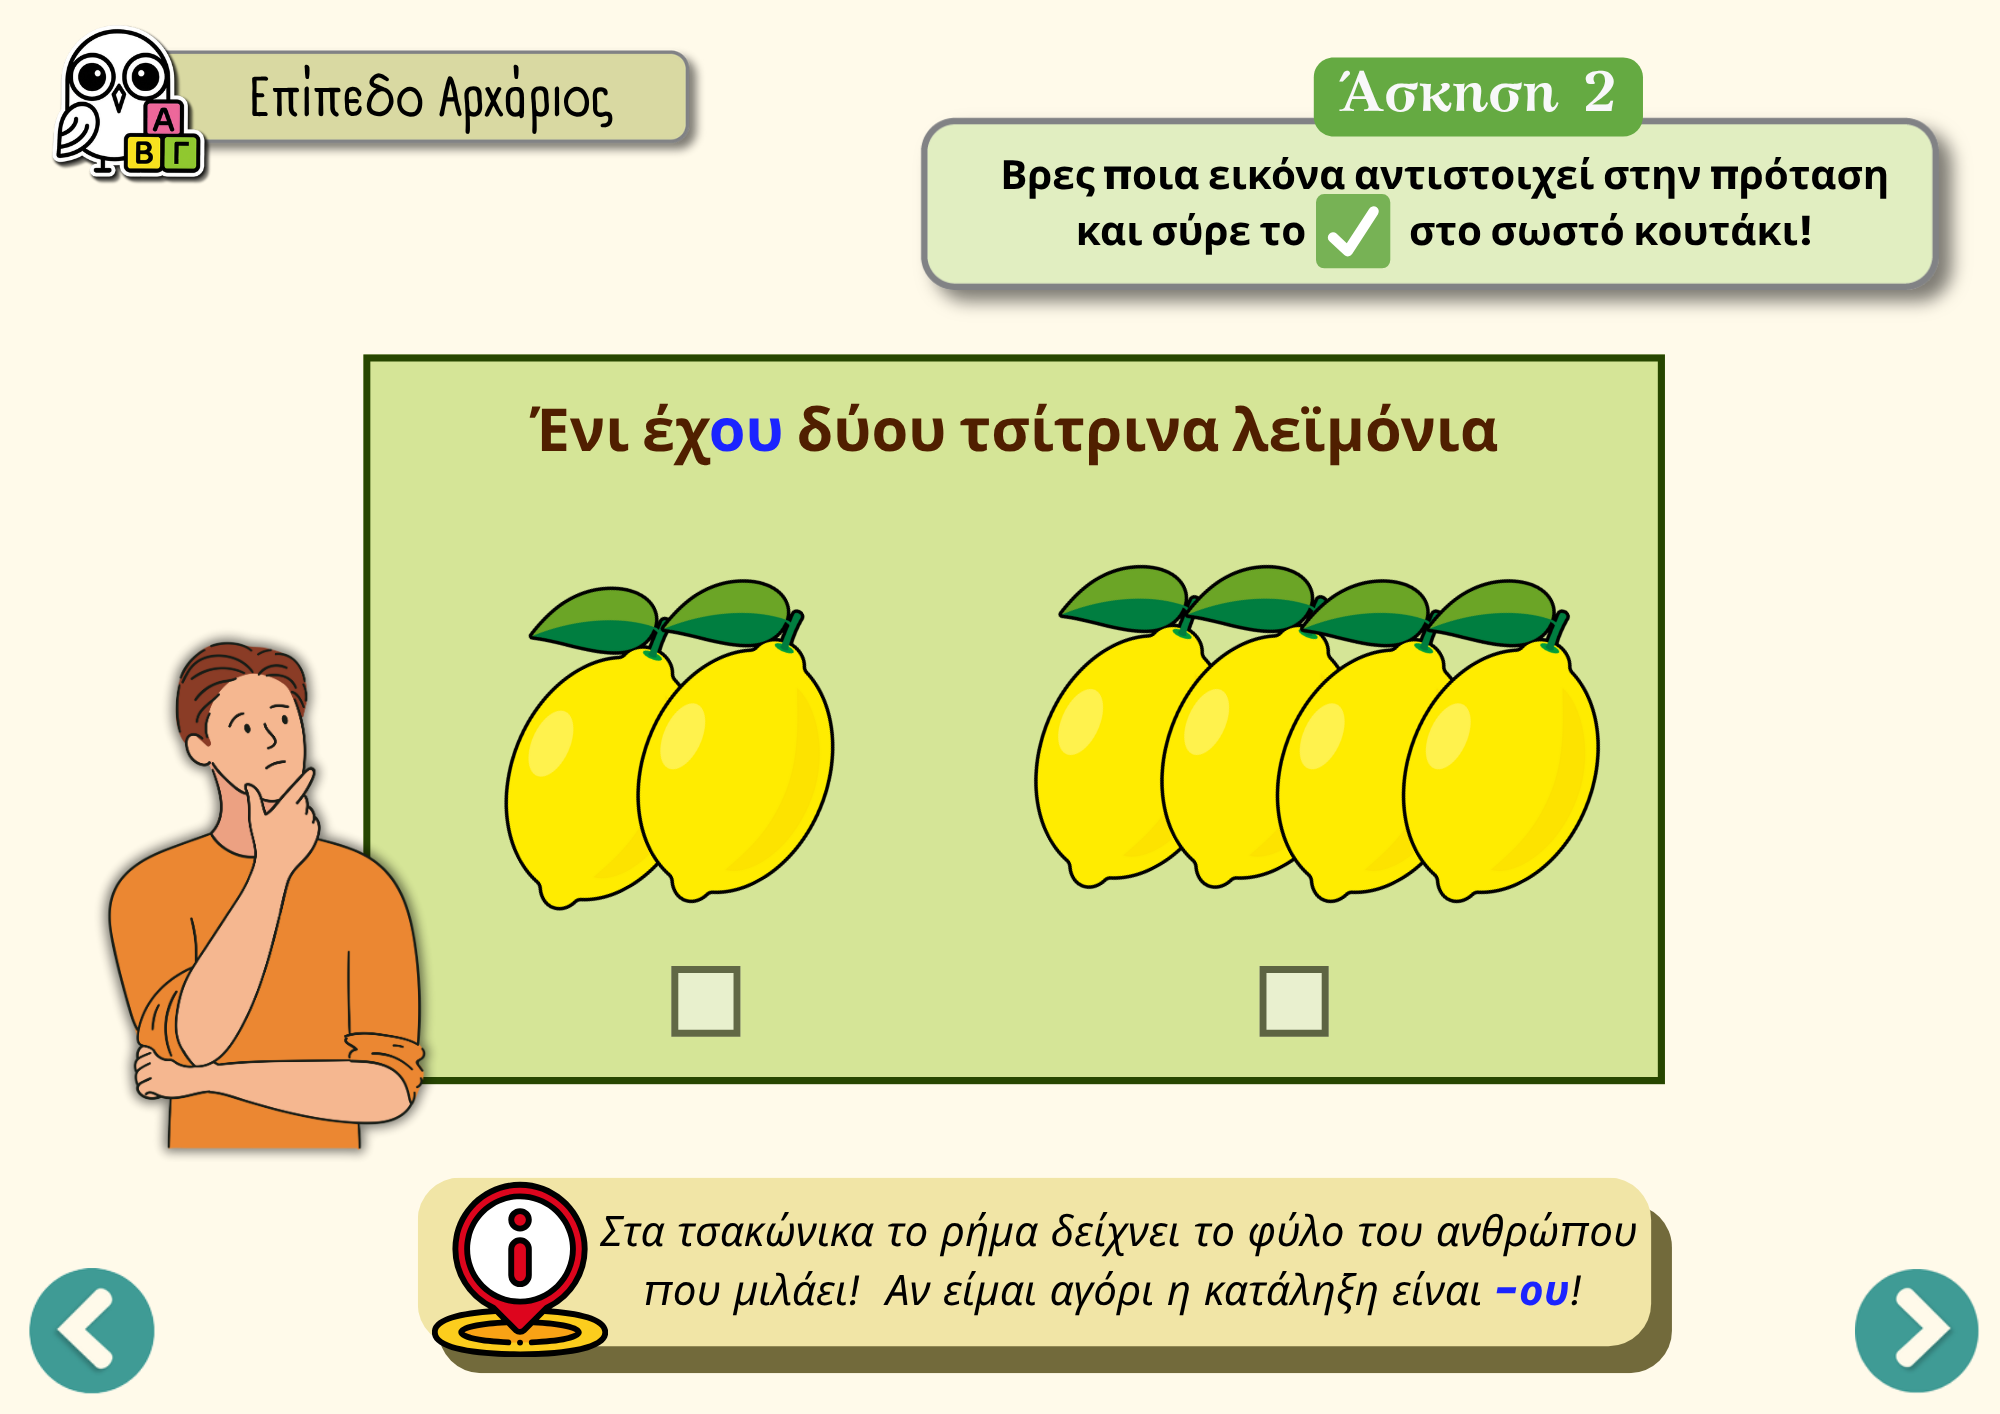 Α
Β Γ
Επίπεδο Αρχάριος
Άσκηση 2
Βρες ποια εικόνα αντιστοιχεί στην πρόταση
και σύρε το στο σωστό κουτάκι!
Ένι έχου δύου τσίτρινα λεϊμόνια
Στα τσακώνικα το ρήμα δείχνει το φύλο του ανθρώπου
που μιλάει! Αν είμαι αγόρι η κατάληξη είναι -ου!